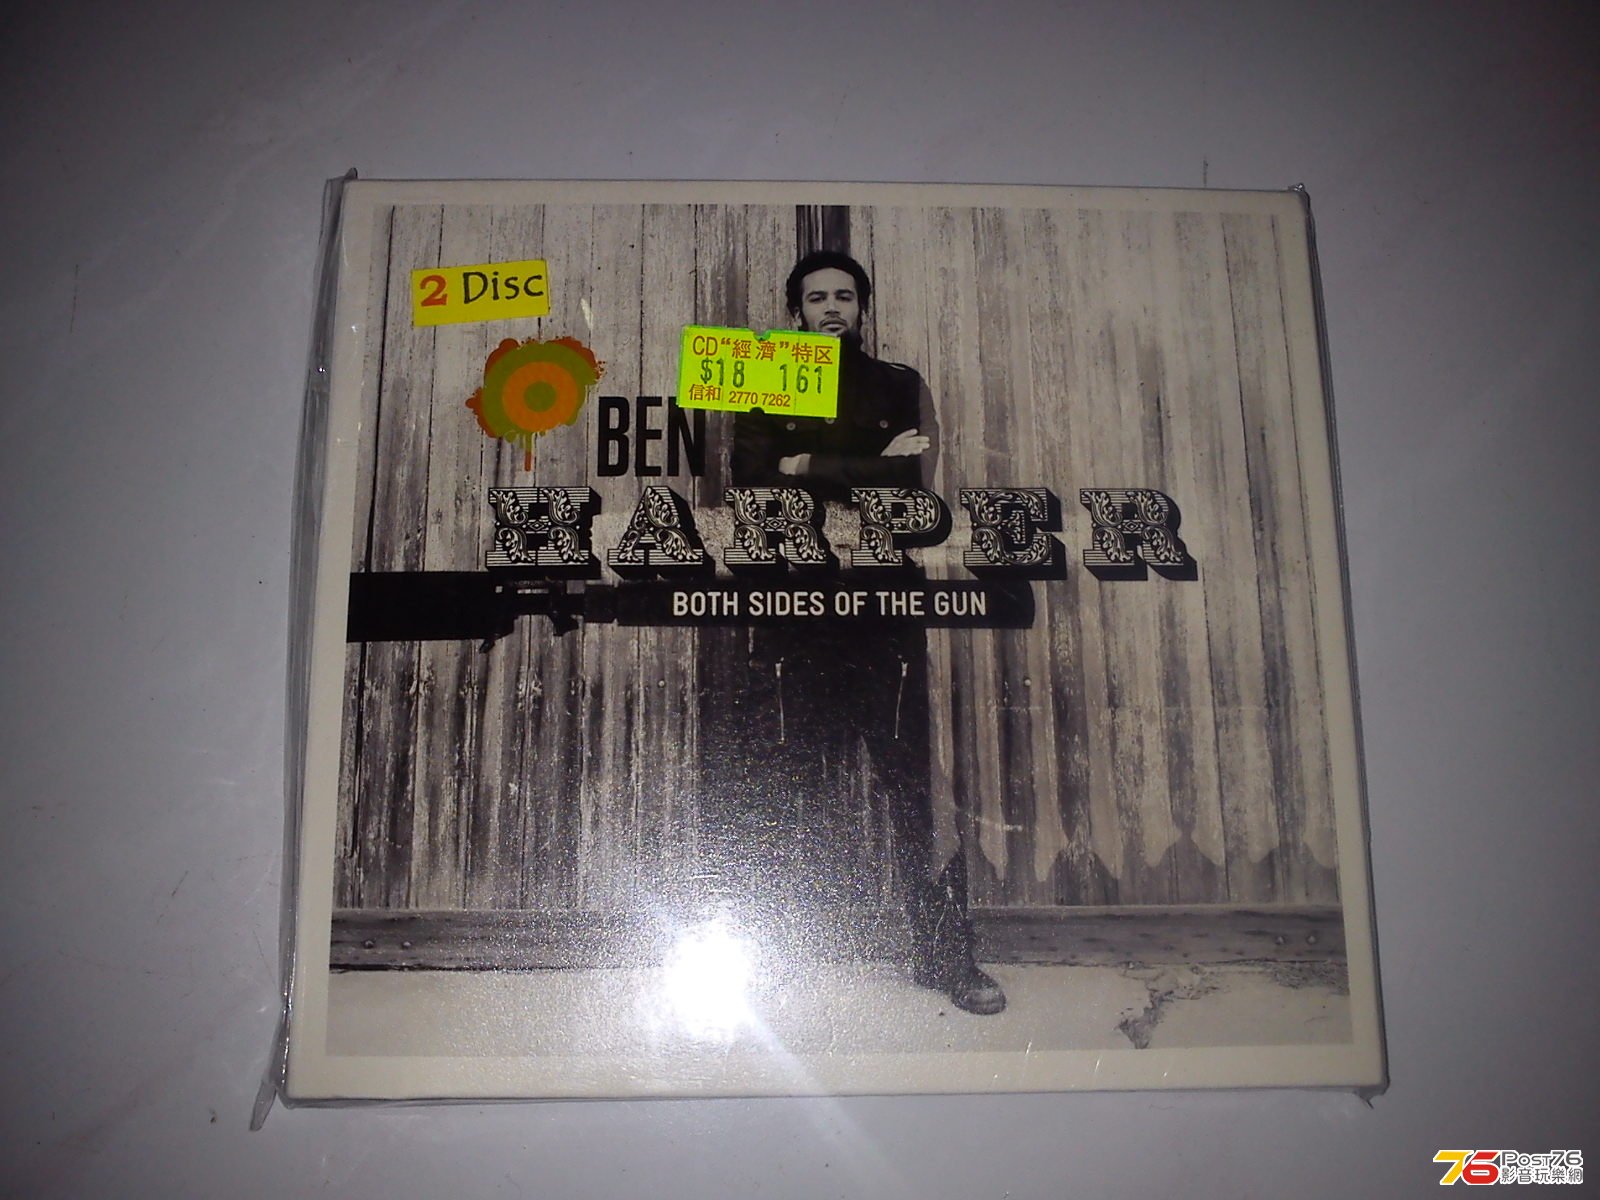 2 Disc
CD“經濟”特区
$18 161
信和 2770 7262
BEN
HARPER
BOTH SIDES OF THE GUN
76 Post76
影音玩樂網